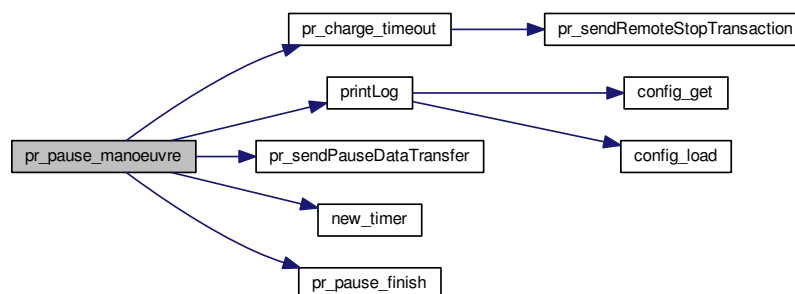 pr_charge_timeout
pr_sendRemoteStopTransaction
printLog
config_get
pr_pause_manoeuvre
pr_sendPauseDataTransfer
config_load
new_timer
pr_pause_finish